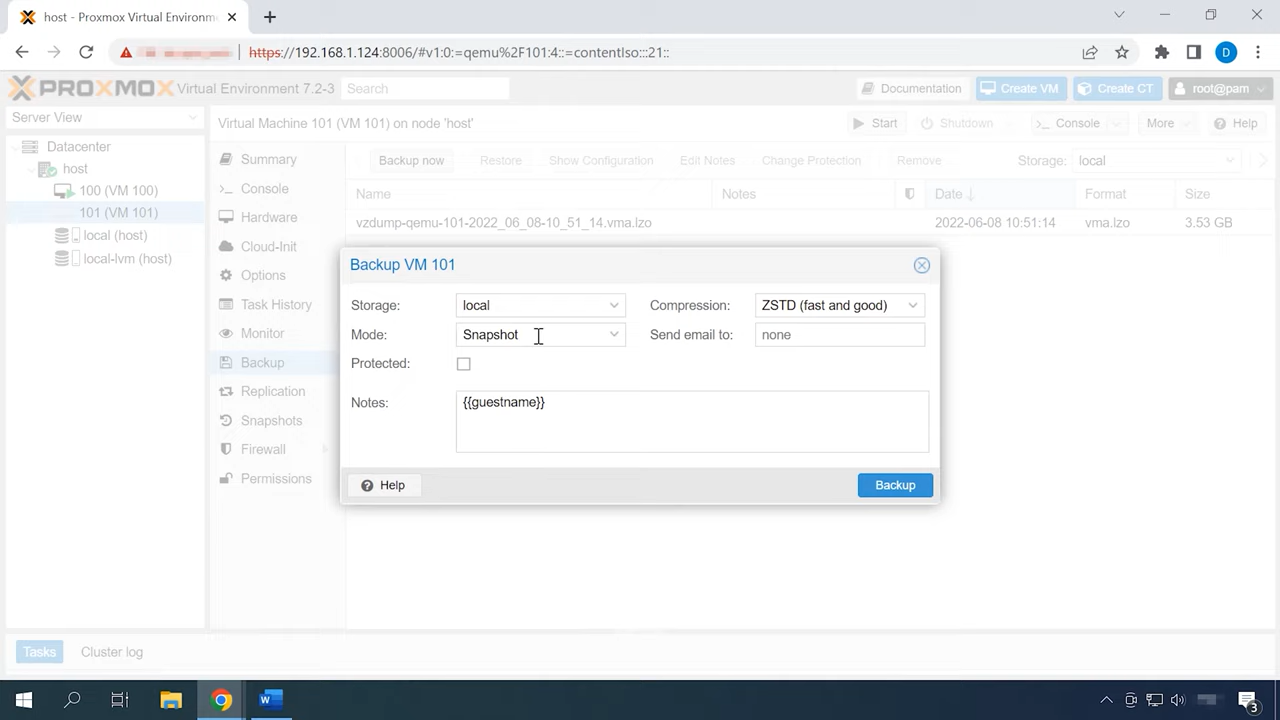 host - Proxmox Virtual Environm
https://192.168.1.124:8006/#v1:0:=qemu%2F101:4::=contentIso:::21::
D
PROXMOX Virtual Environment 7.2-3
Search
Documentation
Create VM
Create CT
root@pam
Server View
Virtual Machine 101 (VM 101) on node 'host'
Start
Shutdown
Console
More
Help
Datacenter
host
100 (VM 100)
101 (VM 101)
local (host)
local-lvm (host)
Summary
Console
Hardware
Cloud-Init
Options
Task History
Monitor
Backup
Replication
Snapshots
Firewall
Permissions
Backup now
Restore
Show Configuration
Edit Notes
Change Protection
Remove
Storage: local
Name
Notes
Date
Format
Size
vzdump-qemu-101-2022_06_08-10_51_14.vma.lzo
2022-06-08 10:51:14
vma.lzo
3.53 GB
Backup VM 101
Storage: local
Compression: ZSTD (fast and good)
Mode: Snapshot
Send email to: none
Protected:
Notes: {{guestname}}
Help
Backup
Tasks
Cluster log
W
3